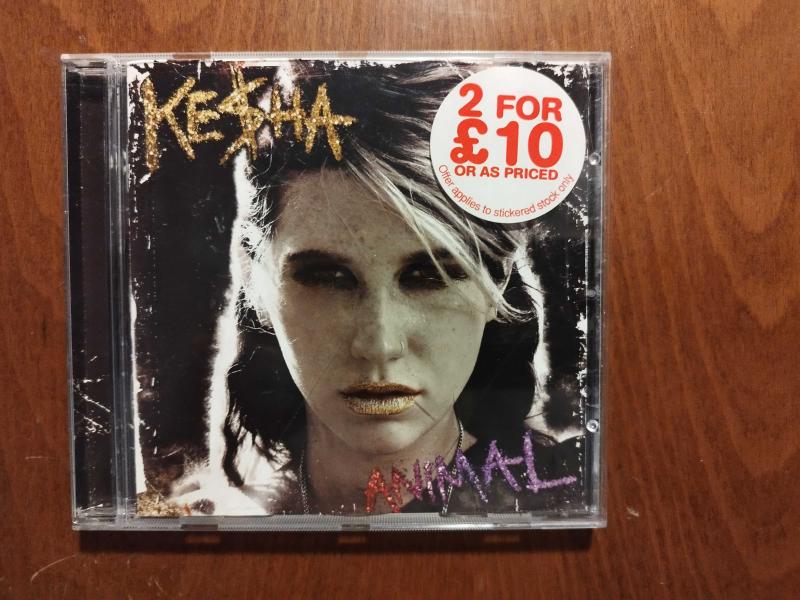 KE$HA
2 FOR
£10
OR AS PRICED
Offer applies to stickered stock only
ANIMAL